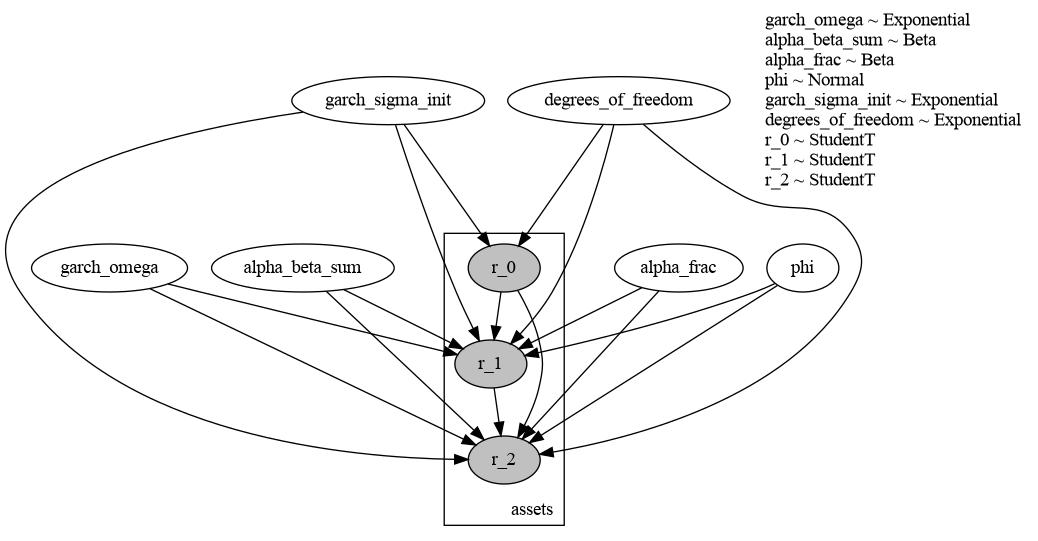 garch_omega ~ Exponential
alpha_beta_sum ~ Beta
alpha_frac ~ Beta
phi ~ Normal
garch_sigma_init ~ Exponential
degrees_of_freedom ~ Exponential
r_0 ~ StudentT
r_1 ~ StudentT
r_2 ~ StudentT
garch_sigma_init
degrees_of_freedom
garch_omega
alpha_beta_sum
r_0
alpha_frac
phi
r_1
r_2
assets